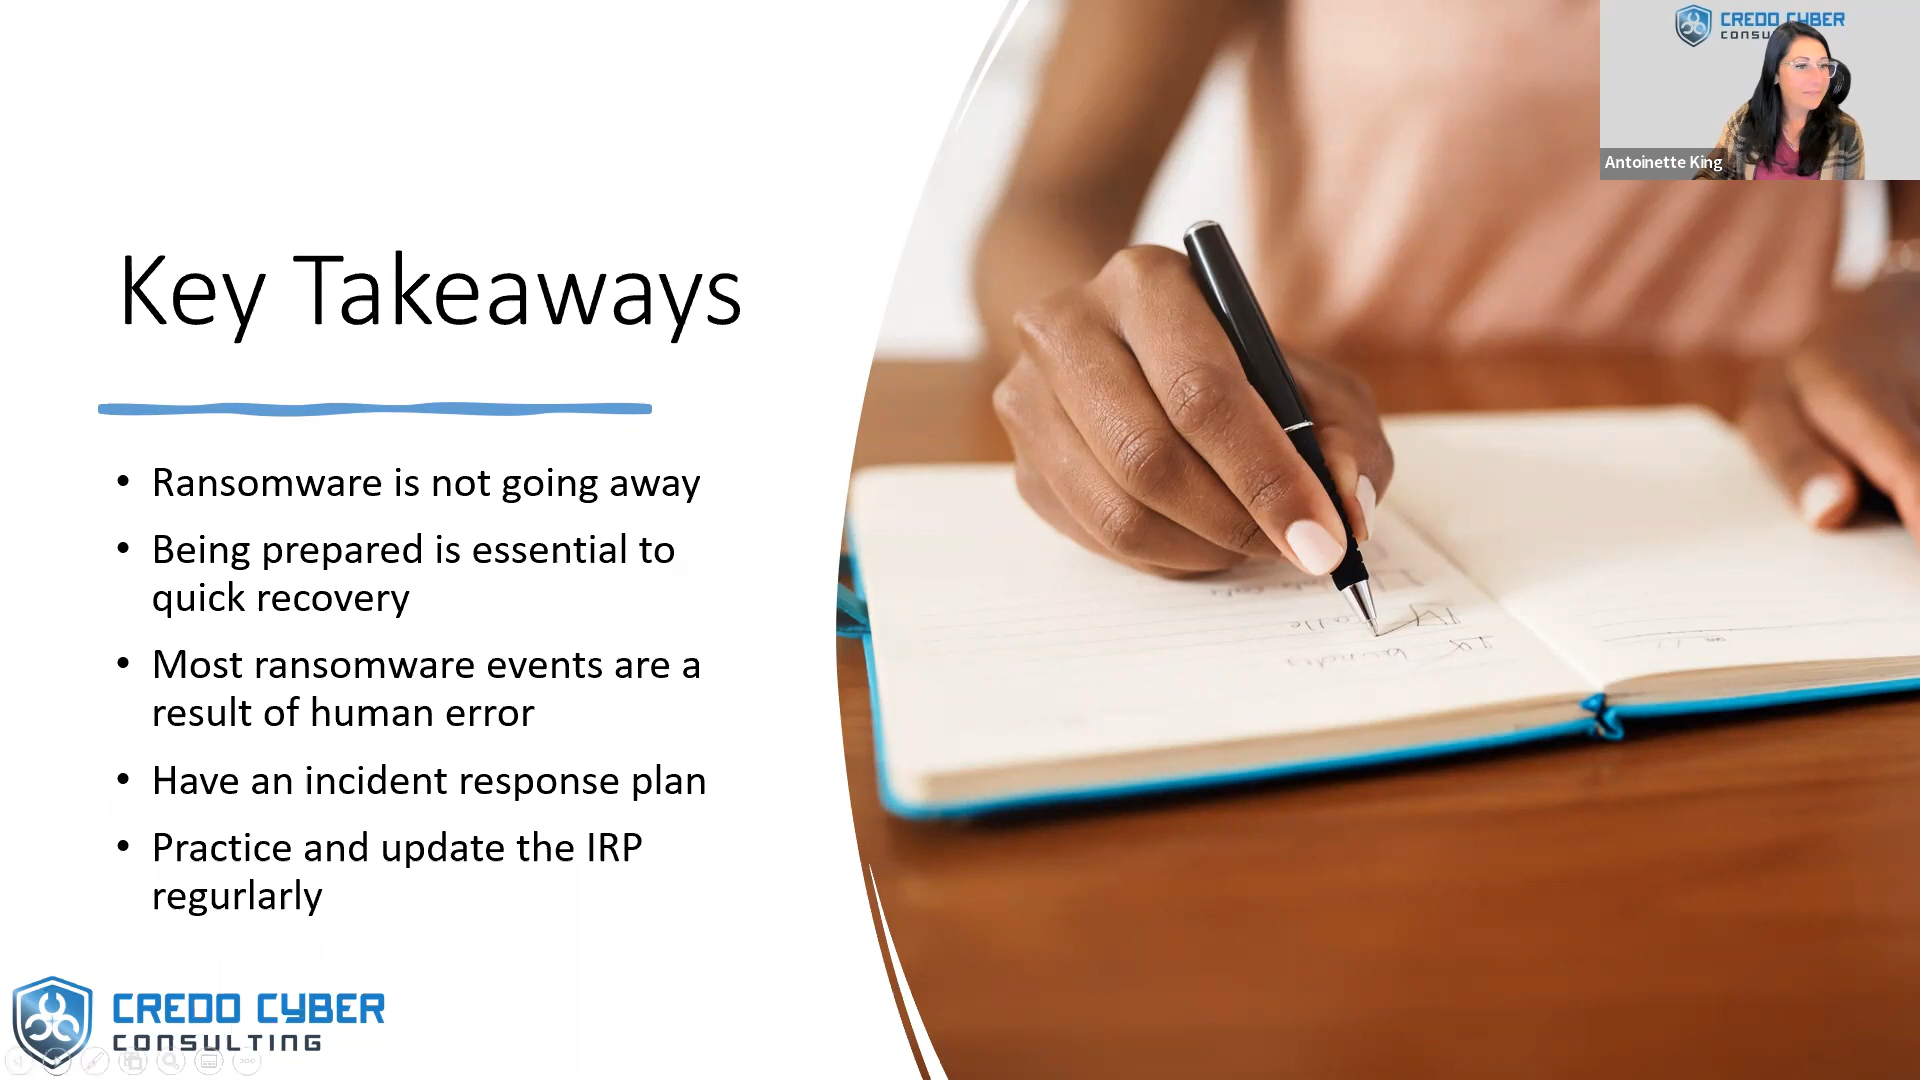 CREDO CYBER
Antoinette King
Key Takeaways
• Ransomware is not going away
• Being prepared is essential to
quick recovery
• Most ransomware events are a
result of human error
• Have an incident response plan
• Practice and update the IRP
regurlarly
CREDO CYBER
CONSULTING